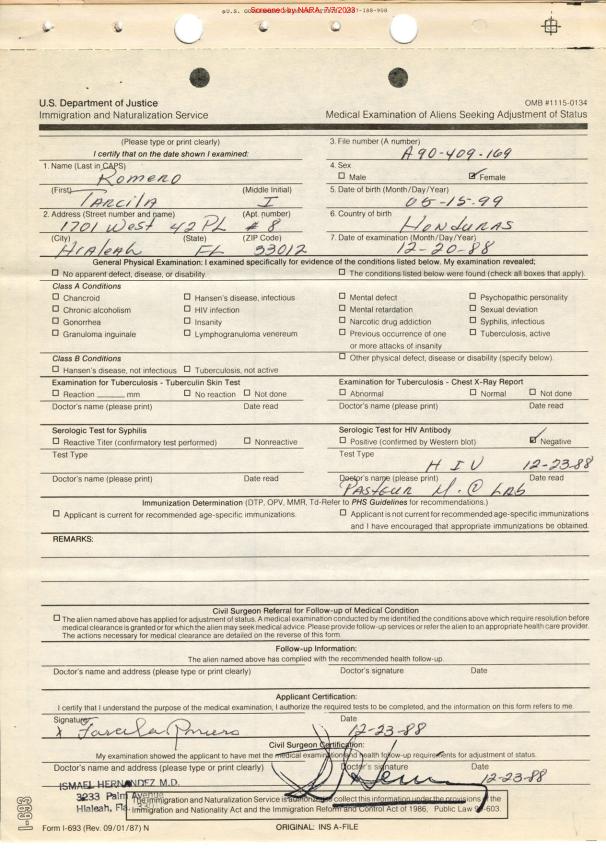 Screened by NARA, 7/7/2023
U.S. Department of Justice
Immigration and Naturalization Service
OMB #1115-0134
Medical Examination of Aliens Seeking Adjustment of Status
(Please type or print clearly)
I certify that on the date shown I examined:
3. File number (A number)
A90-409-169
1. Name (Last in CAPS)
Romero
4. Sex
Male
Female
(First)
(Middle Initial)
Tarcila
I
5. Date of birth (Month/Day/Year)
05-15-99
2. Address (Street number and name)
(Apt. number)
1701 West 42 PL # 8
6. Country of birth
Honduras
(City)
(State)
(ZIP Code)
Hialeah FL 33012
7. Date of examination (Month/Day/Year)
12-20-88
General Physical Examination: I examined specifically for evidence of the conditions listed below. My examination revealed;
No apparent defect, disease, or disability.
The conditions listed below were found (check all boxes that apply).
Class A Conditions
Chancroid
Hansen's disease, infectious
Mental defect
Psychopathic personality
Chronic alcoholism
HIV infection
Mental retardation
Sexual deviation
Gonorrhea
Insanity
Narcotic drug addiction
Syphilis, infectious
Granuloma inguinale
Lymphogranuloma venereum
Previous occurrence of one
or more attacks of insanity
Tuberculosis, active
Class B Conditions
Other physical defect, disease or disability (specify below).
Hansen's disease, not infectious
Tuberculosis, not active
Examination for Tuberculosis - Tuberculin Skin Test
Reaction ______ mm
No reaction
Not done
Doctor's name (please print)
Date read
Examination for Tuberculosis - Chest X-Ray Report
Abnormal
Normal
Not done
Doctor's name (please print)
Date read
Serologic Test for Syphilis
Reactive Titer (confirmatory test performed)
Nonreactive
Test Type
Doctor's name (please print)
Date read
Serologic Test for HIV Antibody
Positive (confirmed by Western blot)
Negative
Test Type
HIV 12-23-88
Doctor's name (please print)
Date read
Pasteur M. @ Lab
Immunization Determination (DTP, OPV, MMR, Td-Refer to PHS Guidelines for recommendations.)
Applicant is current for recommended age-specific immunizations.
Applicant is not current for recommended age-specific immunizations
and I have encouraged that appropriate immunizations be obtained.
REMARKS:
Civil Surgeon Referral for Follow-up of Medical Condition
The alien named above has applied for adjustment of status. A medical examination conducted by me identified the conditions above which require resolution before
medical clearance is granted or for which the alien may seek medical advice. Please provide follow-up services or refer the alien to an appropriate health care provider.
The actions necessary for medical clearance are detailed on the reverse of this form.
Follow-up Information:
The alien named above has complied with the recommended health follow-up.
Doctor's name and address (please type or print clearly)
Doctor's signature
Date
Applicant Certification:
I certify that I understand the purpose of the medical examination, I authorize the required tests to be completed, and the information on this form refers to me.
Signature
Date
x Tarcila Romero 12-23-88
Civil Surgeon Certification:
My examination showed the applicant to have met the medical examination and health follow-up requirements for adjustment of status.
Doctor's name and address (please type or print clearly)
Doctor's signature
Date
12-23-88
ISMAEL HERNANDEZ M.D.
3233 Palm Avenue
Hialeah, Fla.
The Immigration and Naturalization Service is authorized to collect this information under the provisions of the
Immigration and Nationality Act and the Immigration Reform and Control Act of 1986, Public Law 99-603.
I-693
Form I-693 (Rev. 09/01/87) N
ORIGINAL: INS A-FILE